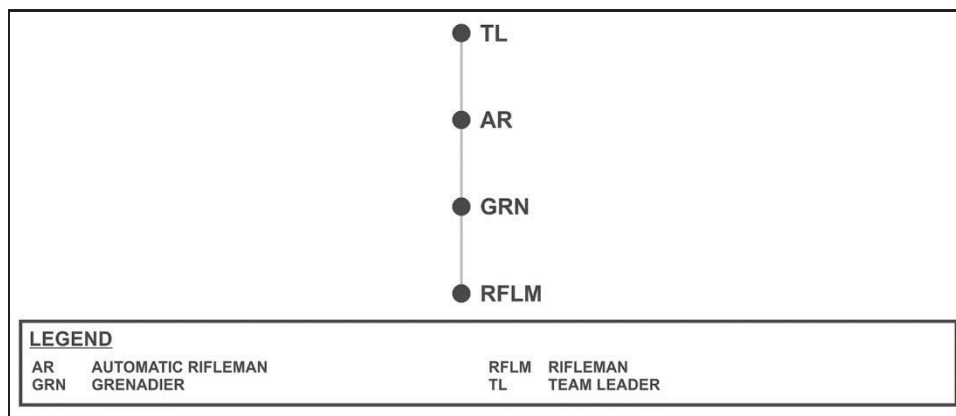 TL
AR
GRN
RFLM
LEGEND
AR AUTOMATIC RIFLEMAN RFLM RIFLEMAN
GRN GRENADIER TL TEAM LEADER